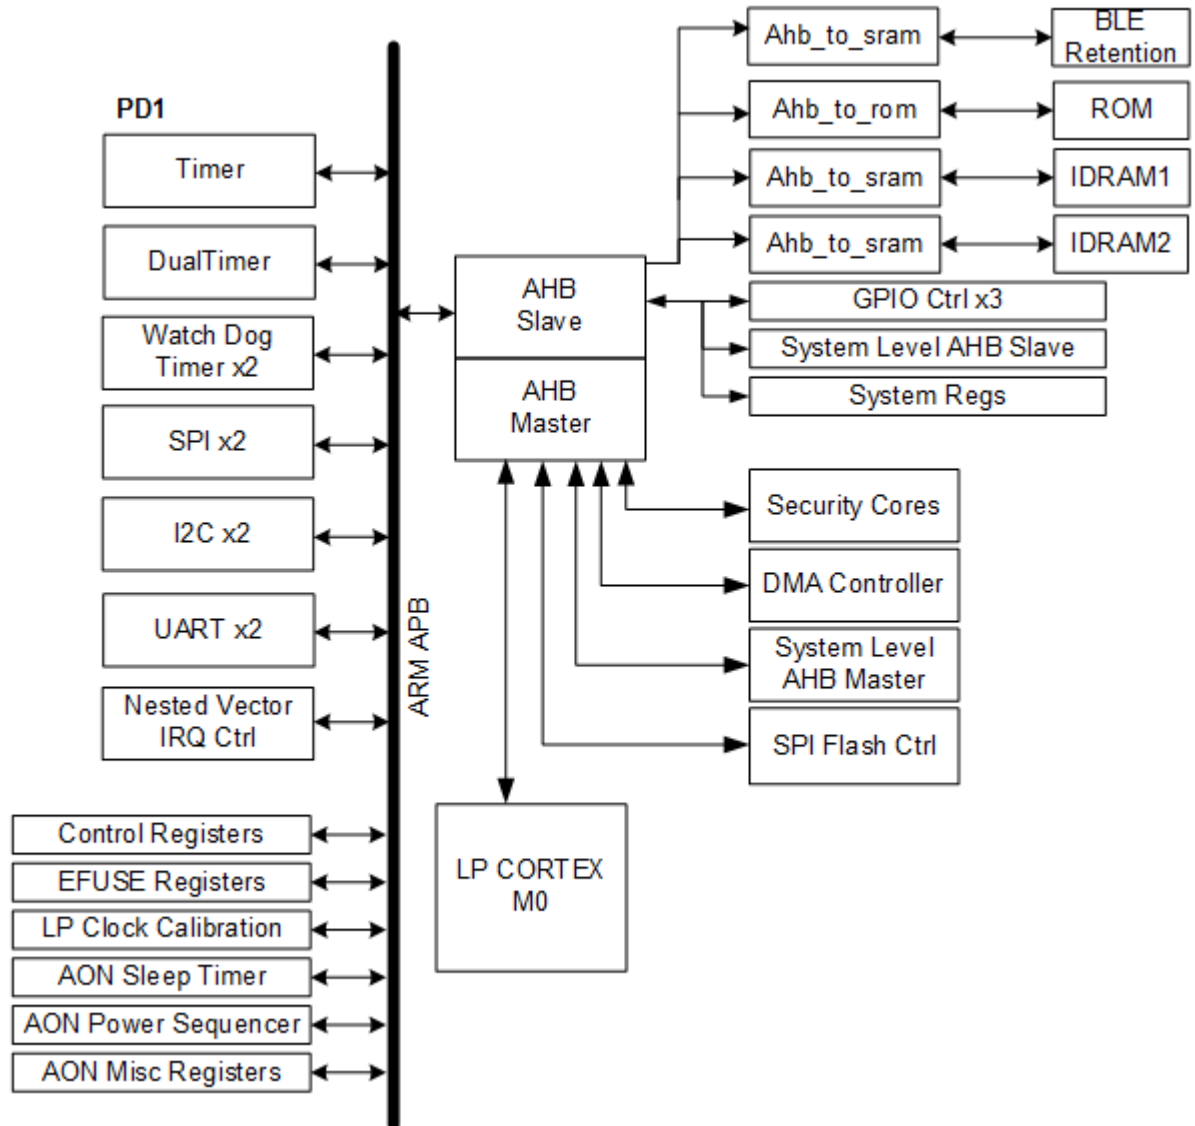 PD1
Timer
DualTimer
Watch Dog
Timer x2
SPI x2
I2C x2
UART x2
Nested Vector
IRQ Ctrl
Control Registers
EFUSE Registers
LP Clock Calibration
AON Sleep Timer
AON Power Sequencer
AON Misc Registers
ARM APB
AHB
Slave
AHB
Master
LP CORTEX
M0
Ahb_to_sram
BLE
Retention
Ahb_to_rom
ROM
Ahb_to_sram
IDRAM1
Ahb_to_sram
IDRAM2
GPIO Ctrl x3
System Level AHB Slave
System Regs
Security Cores
DMA Controller
System Level
AHB Master
SPI Flash Ctrl